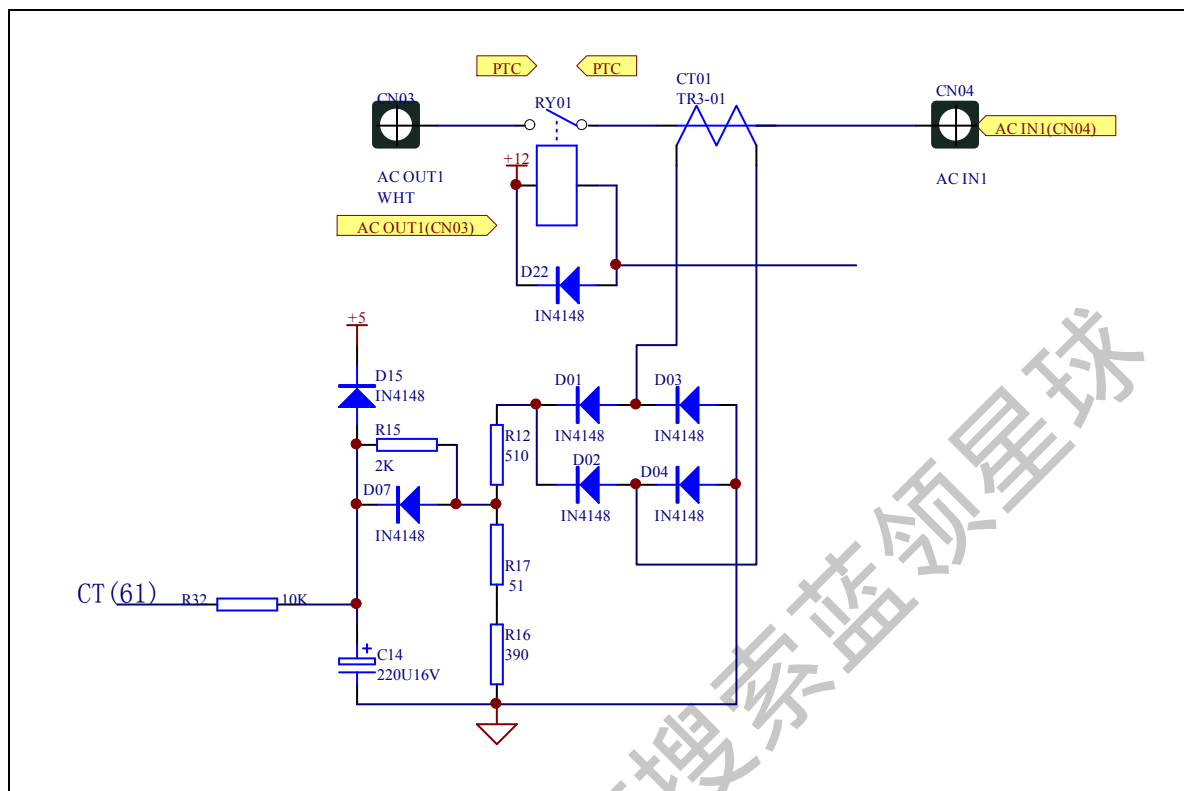 PTC
PTC
CT01
TR3-01
CN03
RY01
CN04
AC IN1(CN04)
+12
AC OUT1
WHT
AC IN1
AC OUT1(CN03)
D22
IN4148
+5
D15
IN4148
D01
D03
R15
2K
R12
510
IN4148
IN4148
D02
D04
D07
IN4148
IN4148
IN4148
R17
51
CT(61)
R32
10K
R16
390
C14
220U16V
搜索蓝领星球